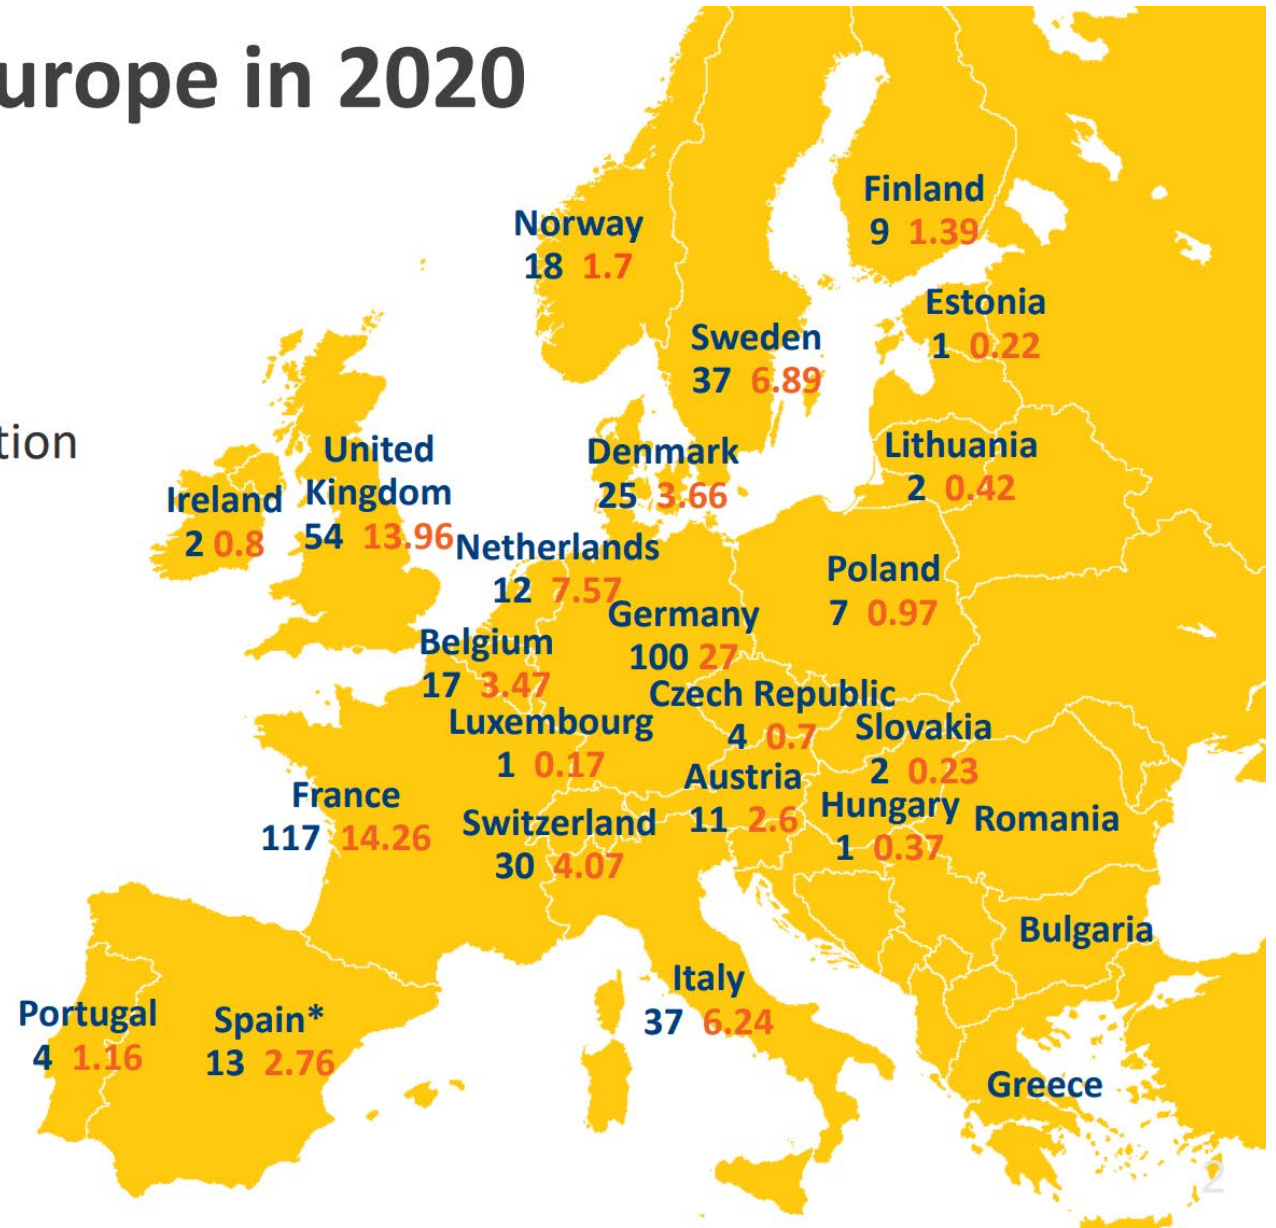 urope in 2020
tion
Finland
9 1.39
Norway
18 1.7
Estonia
1 0.22
Sweden
37 6.89
Lithuania
2 0.42
Denmark
25 3.66
United
Kingdom
54 13.96
Ireland
2 0.8
Netherlands
12 7.57
Poland
7 0.97
Germany
100 27
Belgium
17 3.47
Czech Republic
4 0.7
Luxembourg
1 0.17
Slovakia
2 0.23
Austria
11 2.6
France
117 14.26
Switzerland
30 4.07
Hungary
1 0.37
Romania
Bulgaria
Italy
37 6.24
Portugal
4 1.16
Spain*
13 2.76
Greece
2